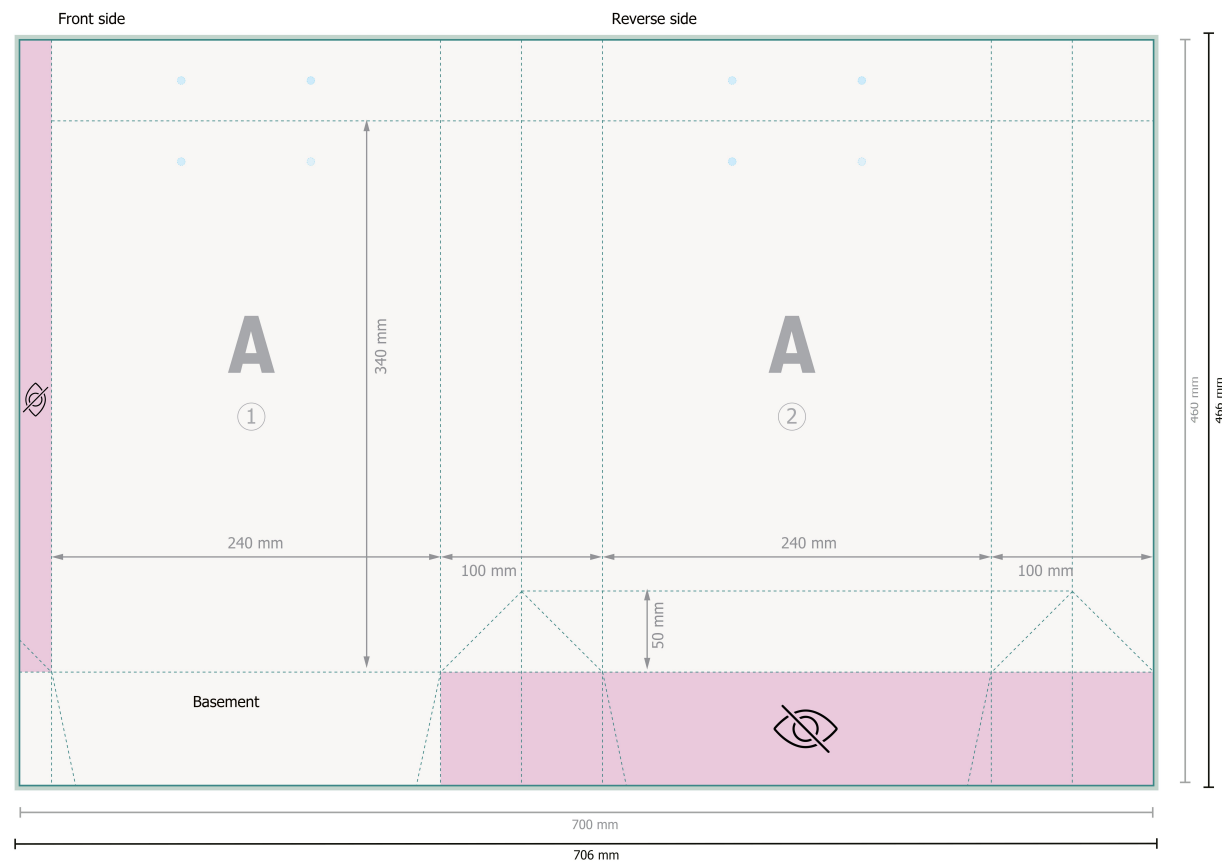 Front side
Reverse side
A
A
340 mm
1
2
460 mm
466 mm
240 mm
240 mm
100 mm
100 mm
50 mm
Basement
700 mm
706 mm